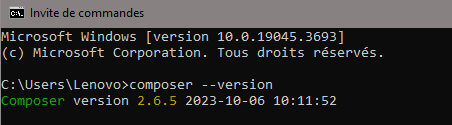 Invite de commandes
Microsoft Windows [version 10.0.19045.3693]
(c) Microsoft Corporation. Tous droits réservés.
C:\Users\Lenovo>composer --version
Composer version 2.6.5 2023-10-06 10:11:52